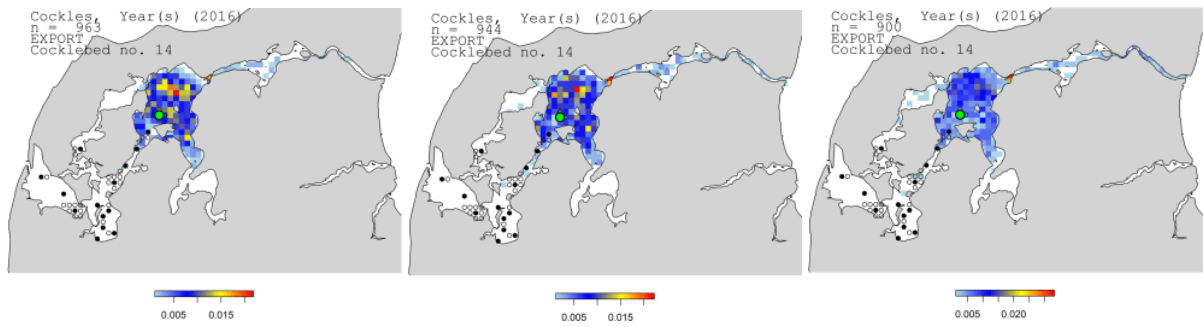 Cockles, Year(s) (2016)
n = 963
EXPORT
Cocklebed no. 14
0.005 0.015
Cockles, Year(s) (2016)
n = 944
EXPORT
Cocklebed no. 14
0.005 0.015
Cockles, Year(s) (2016)
n = 900
EXPORT
Cocklebed no. 14
0.005 0.020